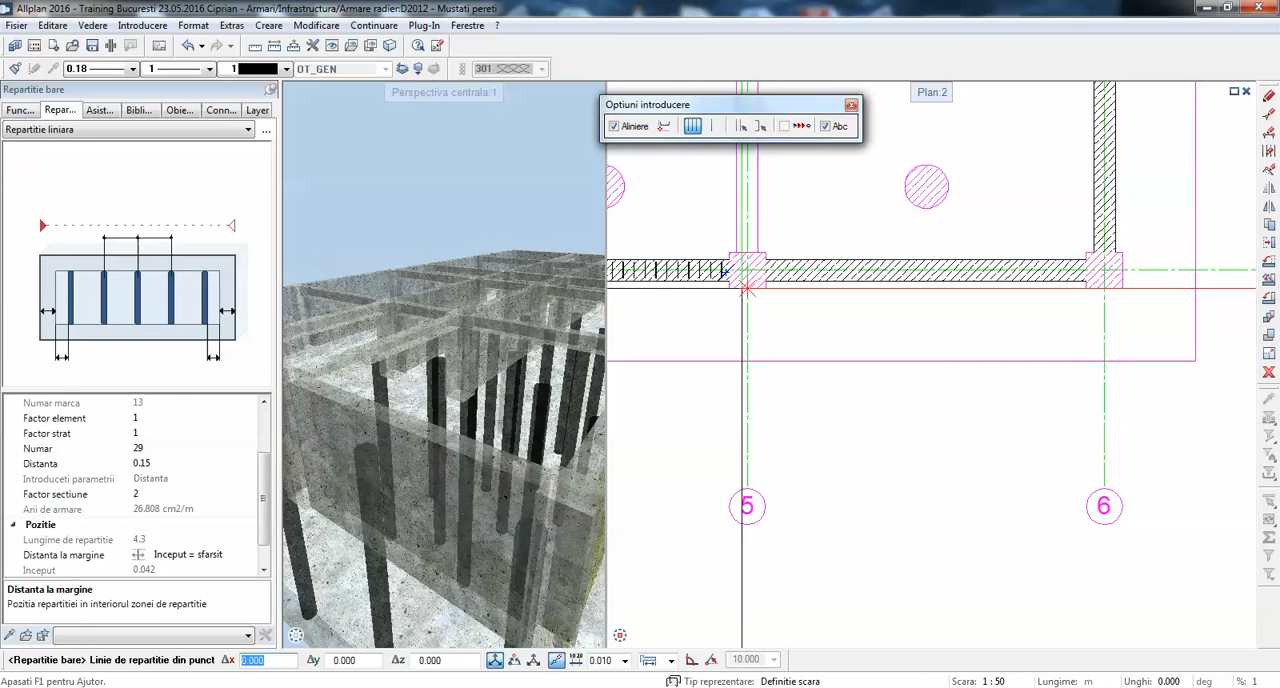 Allplan 2016 - Training Bucuresti 23.05.2016 Ciprian - Armari/Infrastructura/Armare radier:D2012 - Mustati pereti
Fisier Editare Vedere Introducere Format Extras Creare Modificare Continuare Plug-In Ferestre ?
0.18 1 1 OT_GEN 301
Repartitie bare
Func... Repar... Asist... Bibli... Obie... Conn... Layer
Repartitie liniara ...
Perspectiva centrala:1
Optiuni introducere
Aliniere Abc
Plan:2
Numar marca 13
Factor element 1
Factor strat 1
Numar 29
Distanta 0.15
Introduceti parametrii Distanta
Factor sectiune 2
Arii de armare 26.808 cm2/m
Pozitie
Lungime de repartitie 4.3
Distanta la margine Inceput = sfarsit
Inceput 0.042
Distanta la margine
Pozitia repartitiei in interiorul zonei de repartitie
5
6
<Repartitie bare> Linie de repartitie din punct Δx 0.000 Δy 0.000 Δz 0.000 0.010 10.000
Apasati F1 pentru Ajutor. Tip reprezentare: Definitie scara Scara: 1 : 50 Lungime: m Unghi: 0.000 deg %: 1